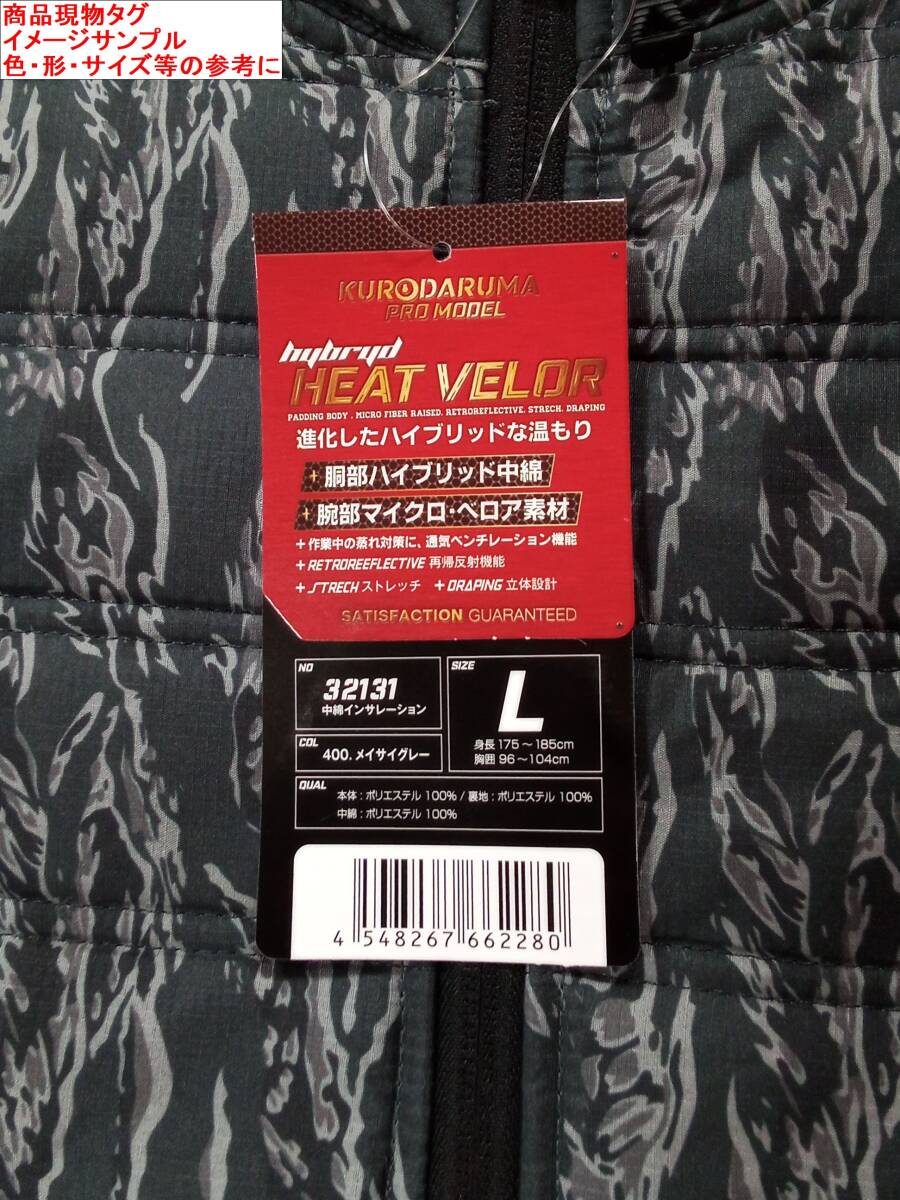 商品現物タグ
イメージサンプル
色・形・サイズ等の参考に
KURODARUMA
PRO MODEL
hybryd
HEAT VELOR
PADDING BODY . MICRO FIBER RAISED. RETROREFLECTIVE. STRECH. DRAPING
進化したハイブリッドな温もり
+ 胴部ハイブリッド中綿
+ 腕部マイクロ・ベロア素材
+ 作業中の蒸れ対策に、通気ベンチレーション機能
+ RETROREEFLECTIVE 再帰反射機能
+ STRECH ストレッチ + DRAPING 立体設計
SATISFACTION GUARANTEED
NO
32131
中綿インサレーション
COL
400. メイサイグレー
SIZE
L
身長 175～185cm
胸囲 96～104cm
QUAL
本体 : ポリエステル 100% / 裏地 : ポリエステル 100%
中綿 : ポリエステル 100%
4 548267 662280